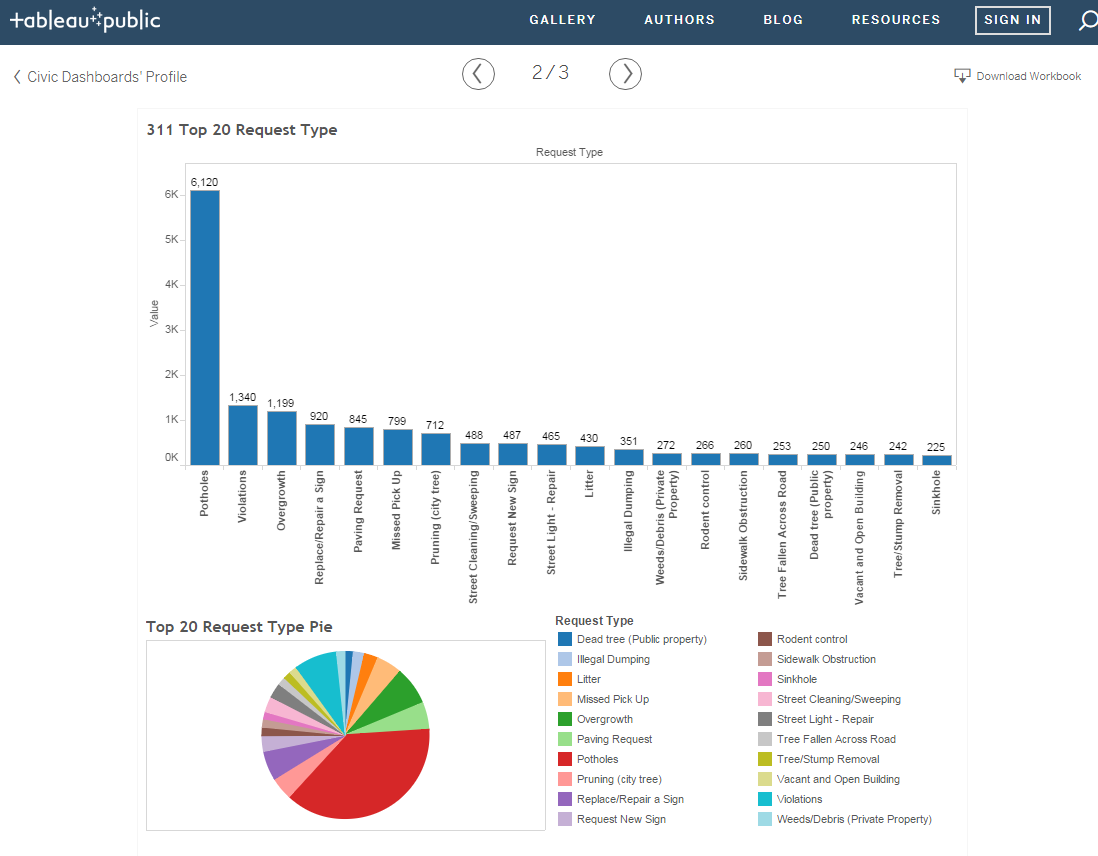 +ableau public
GALLERY AUTHORS BLOG RESOURCES SIGN IN
Civic Dashboards' Profile
2/3
Download Workbook
311 Top 20 Request Type
Request Type
Value
6K
5K
4K
3K
2K
1K
0K
6,120
1,340
1,199
920
845
799
712
488
487
465
430
351
272
266
260
253
250
246
242
225
Potholes
Violations
Overgrowth
Replace/Repair a Sign
Paving Request
Missed Pick Up
Pruning (city tree)
Street Cleaning/Sweeping
Request New Sign
Street Light - Repair
Litter
Illegal Dumping
Weeds/Debris (Private
Property)
Rodent control
Sidewalk Obstruction
Tree Fallen Across Road
Dead tree (Public
property)
Vacant and Open Building
Tree/Stump Removal
Sinkhole
Top 20 Request Type Pie
Request Type
Dead tree (Public property)
Illegal Dumping
Litter
Missed Pick Up
Overgrowth
Paving Request
Potholes
Pruning (city tree)
Replace/Repair a Sign
Request New Sign
Rodent control
Sidewalk Obstruction
Sinkhole
Street Cleaning/Sweeping
Street Light - Repair
Tree Fallen Across Road
Tree/Stump Removal
Vacant and Open Building
Violations
Weeds/Debris (Private Property)